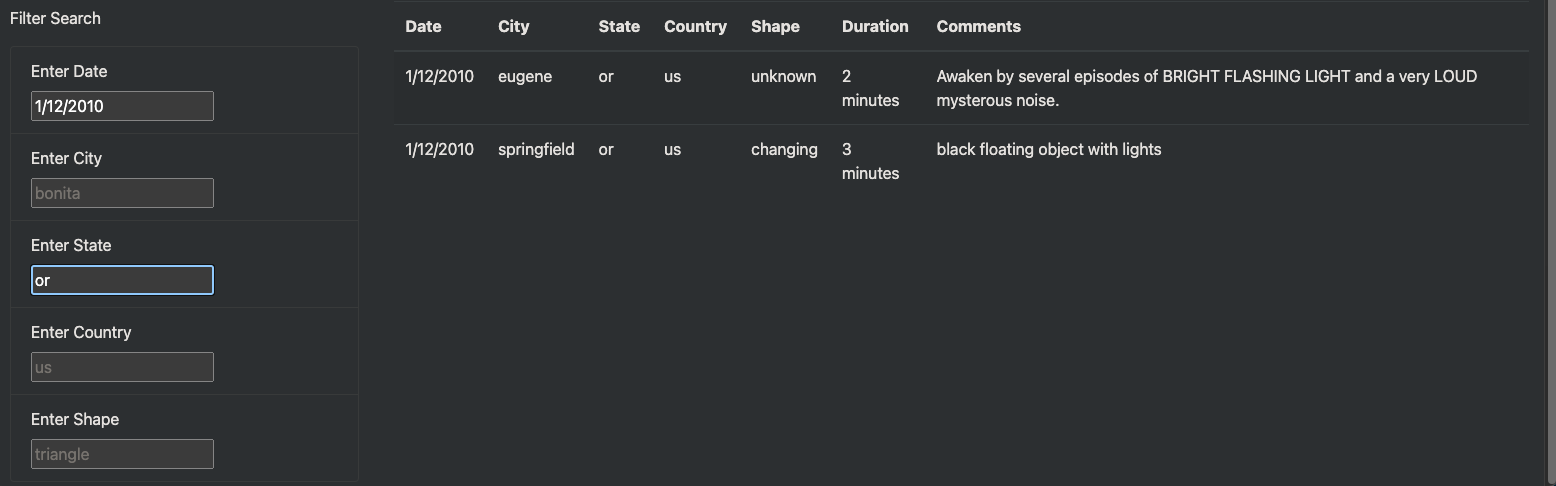 Filter Search
Enter Date
1/12/2010
Enter City
bonita
Enter State
or
Enter Country
us
Enter Shape
triangle
Date City State Country Shape Duration Comments
1/12/2010 eugene or us unknown 2 Awaken by several episodes of BRIGHT FLASHING LIGHT and a very LOUD
minutes mysterous noise.
1/12/2010 springfield or us changing 3 black floating object with lights
minutes